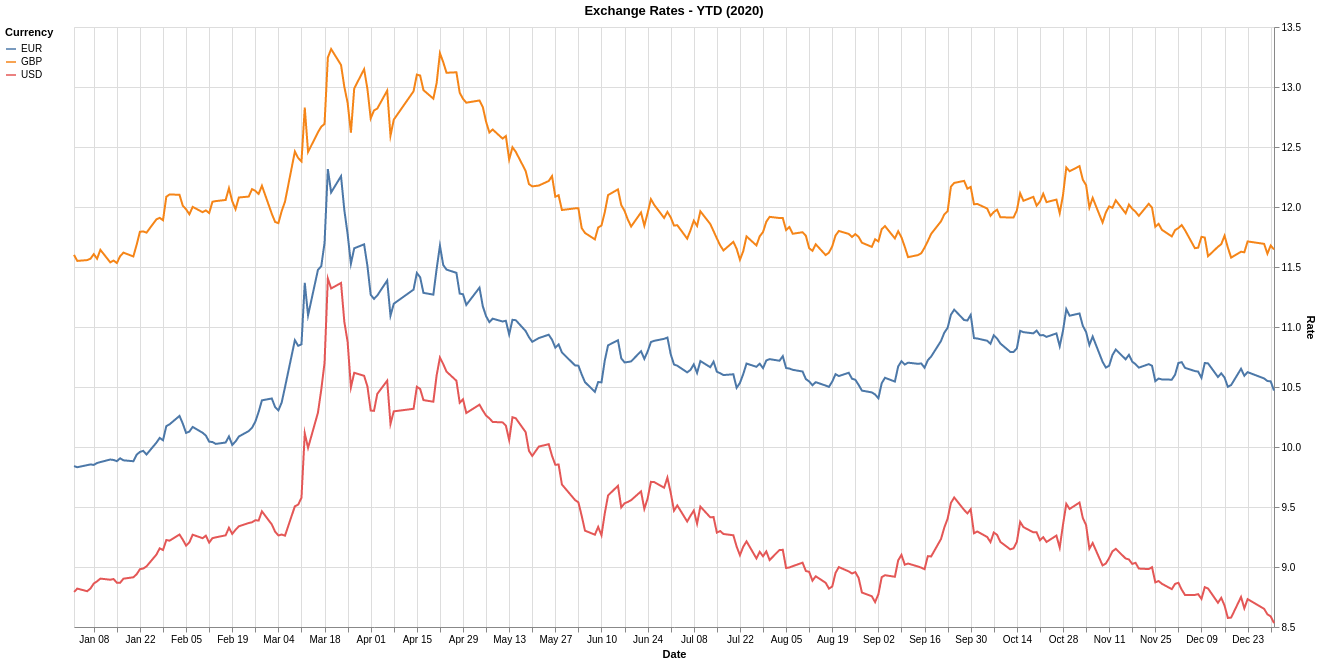 Exchange Rates - YTD (2020)
Currency
EUR
GBP
USD
13.5
13.0
12.5
12.0
11.5
11.0
10.5
10.0
9.5
9.0
8.5
Rate
Jan 08 Jan 22 Feb 05 Feb 19 Mar 04 Mar 18 Apr 01 Apr 15 Apr 29 May 13 May 27 Jun 10 Jun 24 Jul 08 Jul 22 Aug 05 Aug 19 Sep 02 Sep 16 Sep 30 Oct 14 Oct 28 Nov 11 Nov 25 Dec 09 Dec 23
Date